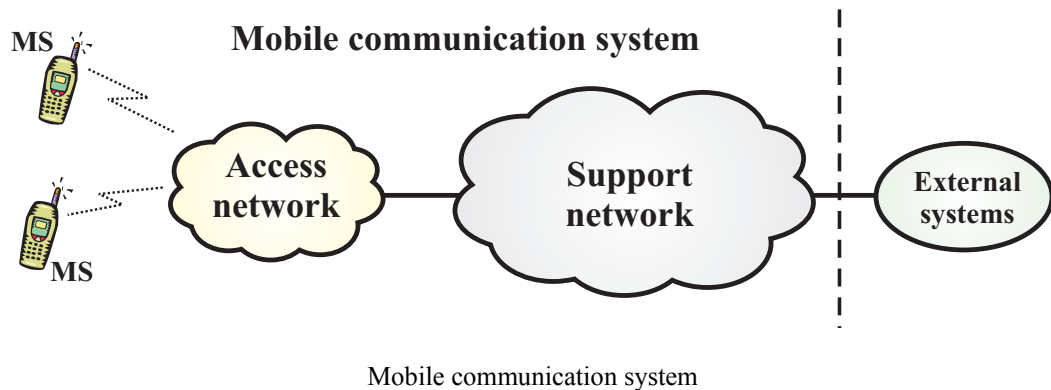 MS
Mobile communication system
Access
network
Support
network
External
systems
MS
Mobile communication system